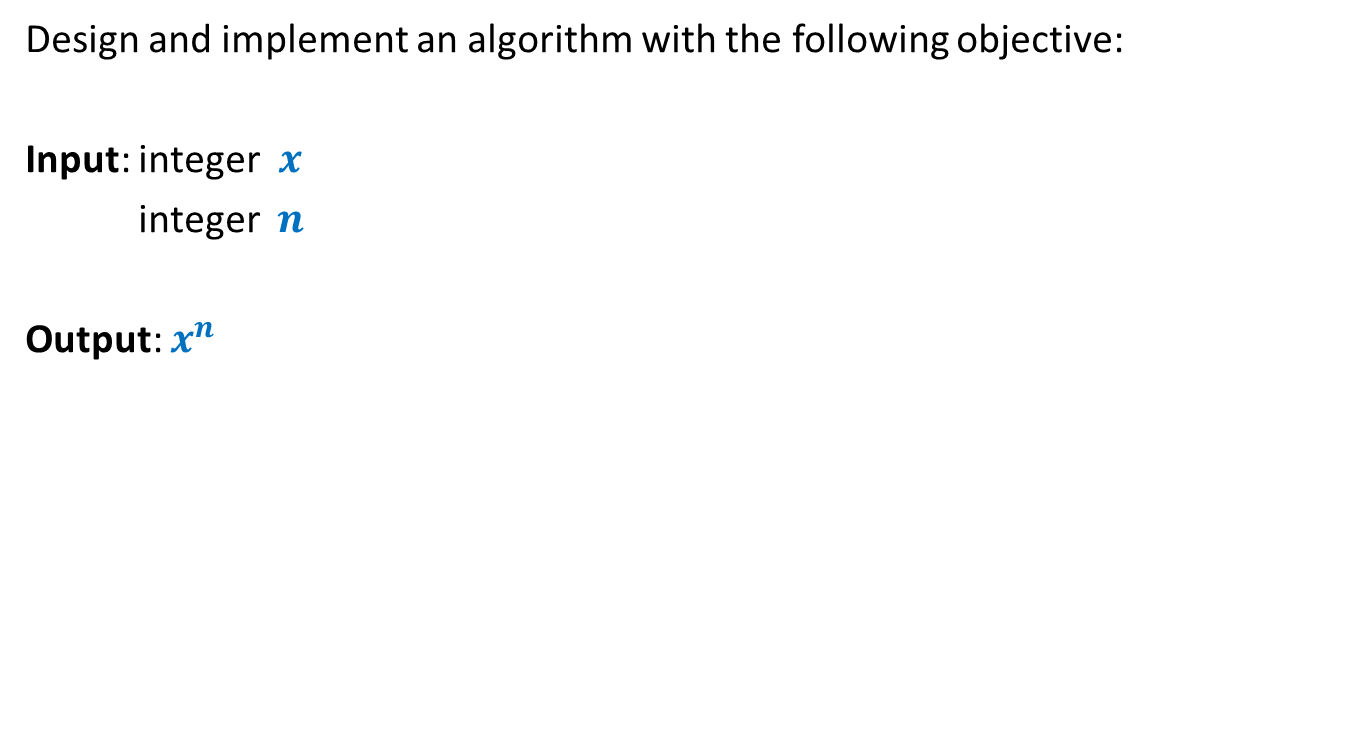 Design and implement an algorithm with the following objective:
Input: integer x
integer n
Output: xⁿ